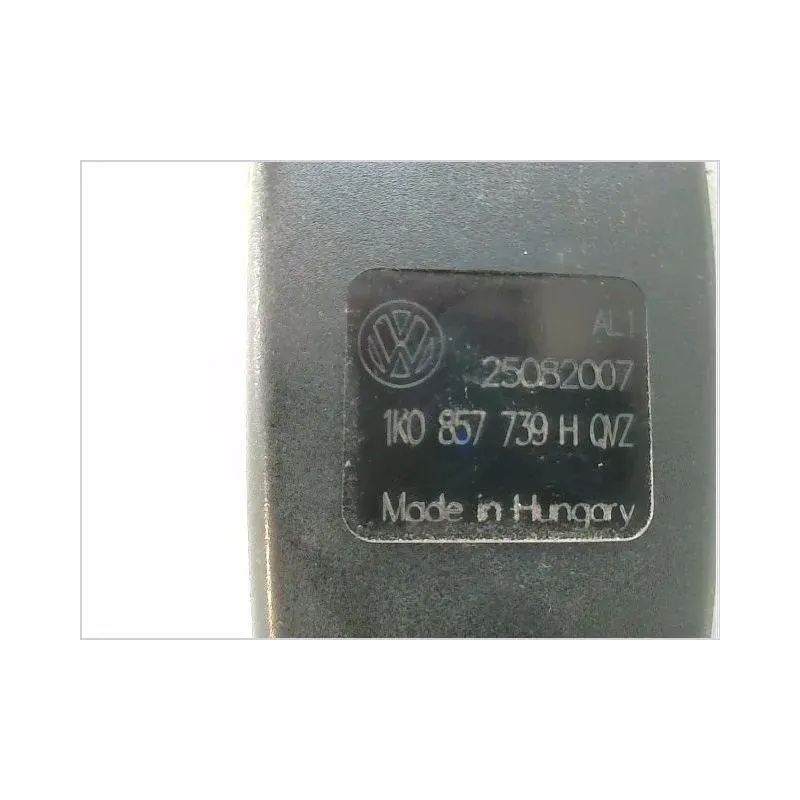 AL1
25082007
1K0 857 739 H QVZ
Made in Hungary